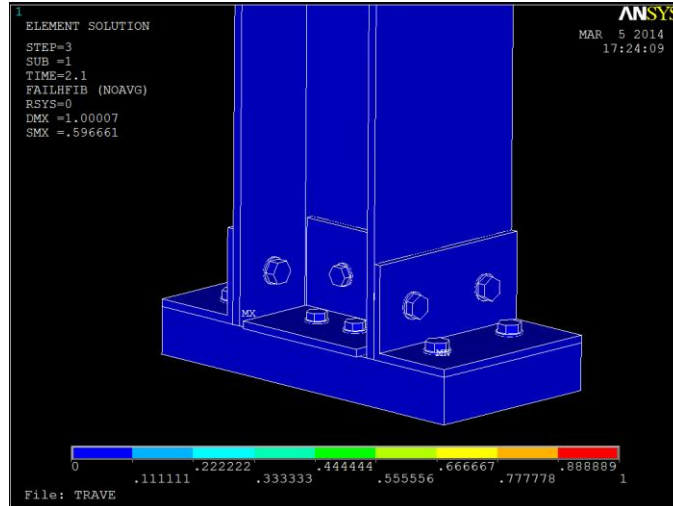 1
ANSYS
ELEMENT SOLUTION
MAR 5 2014
17:24:09
STEP=3
SUB =1
TIME=2.1
FAILHFIB (NOAVG)
RSYS=0
DMX =1.00007
SMX =.596661
MX
MN
0 .222222 .444444 .666667 .888889
.111111 .333333 .555556 .777778 1
File: TRAVE